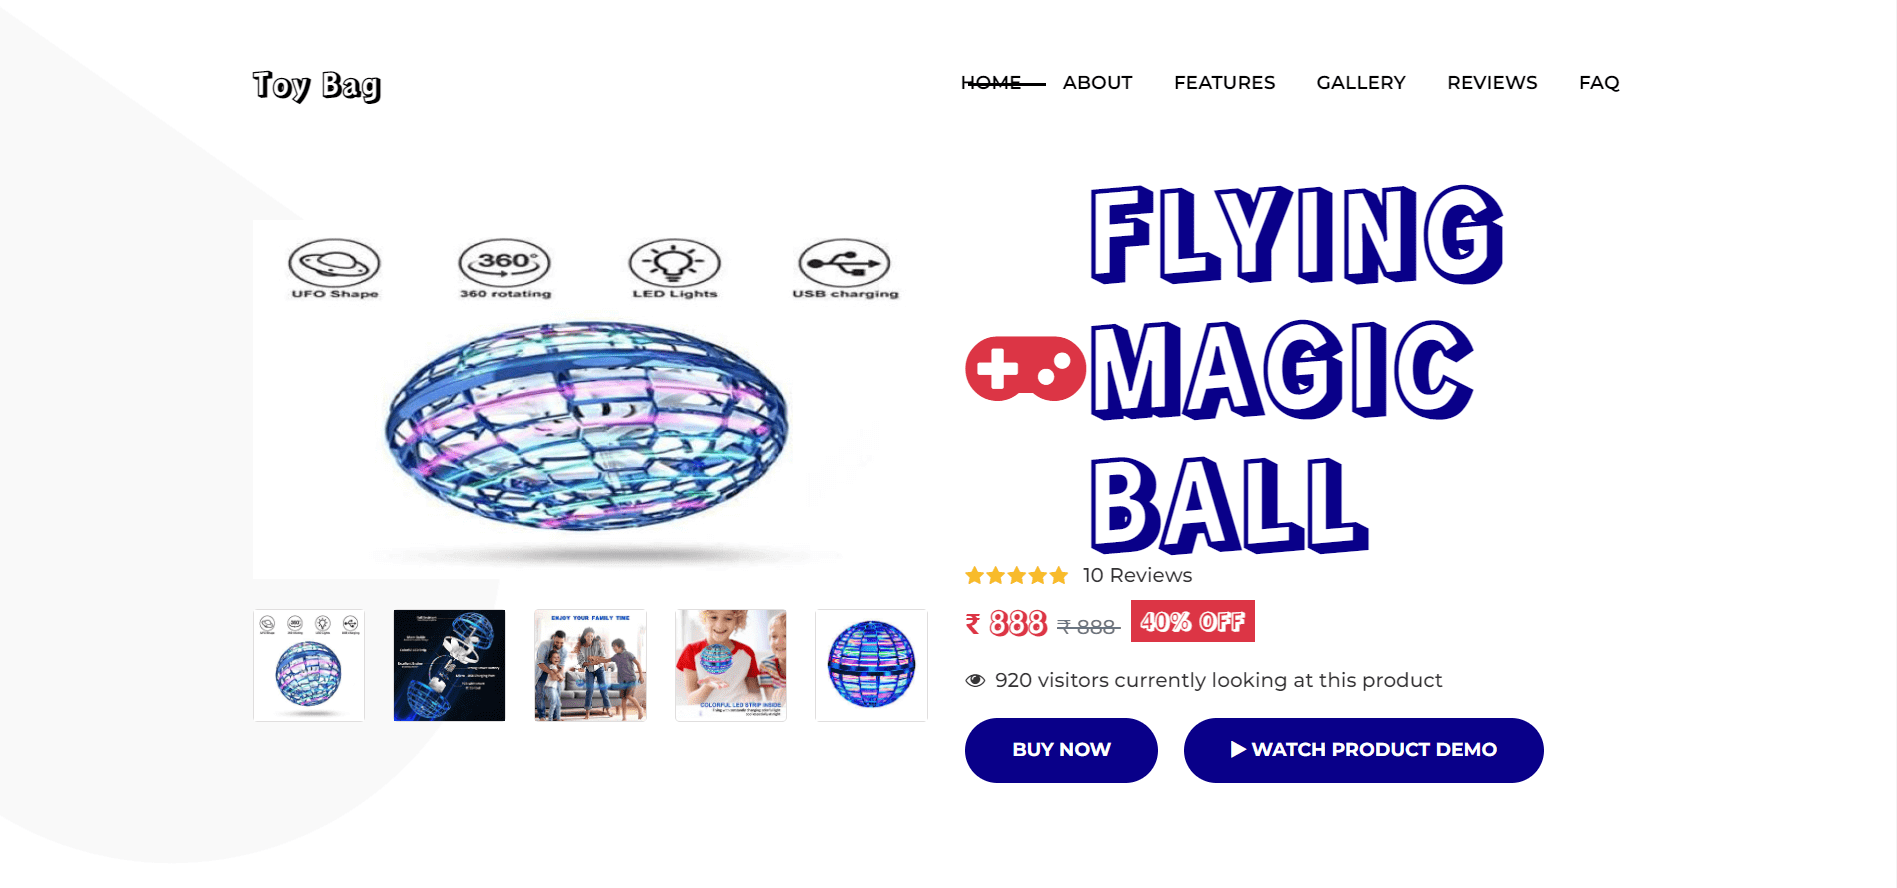 Toy Bag
HOME ABOUT FEATURES GALLERY REVIEWS FAQ
360°
UFO Shape 360 rotating LED Lights USB charging
FLYING
MAGIC
BALL
10 Reviews
₹ 888 ₹ 888 40% OFF
920 visitors currently looking at this product
BUY NOW ▶ WATCH PRODUCT DEMO
ENJOY YOUR FAMILY TIME
COLORFUL LED STRIP INSIDE